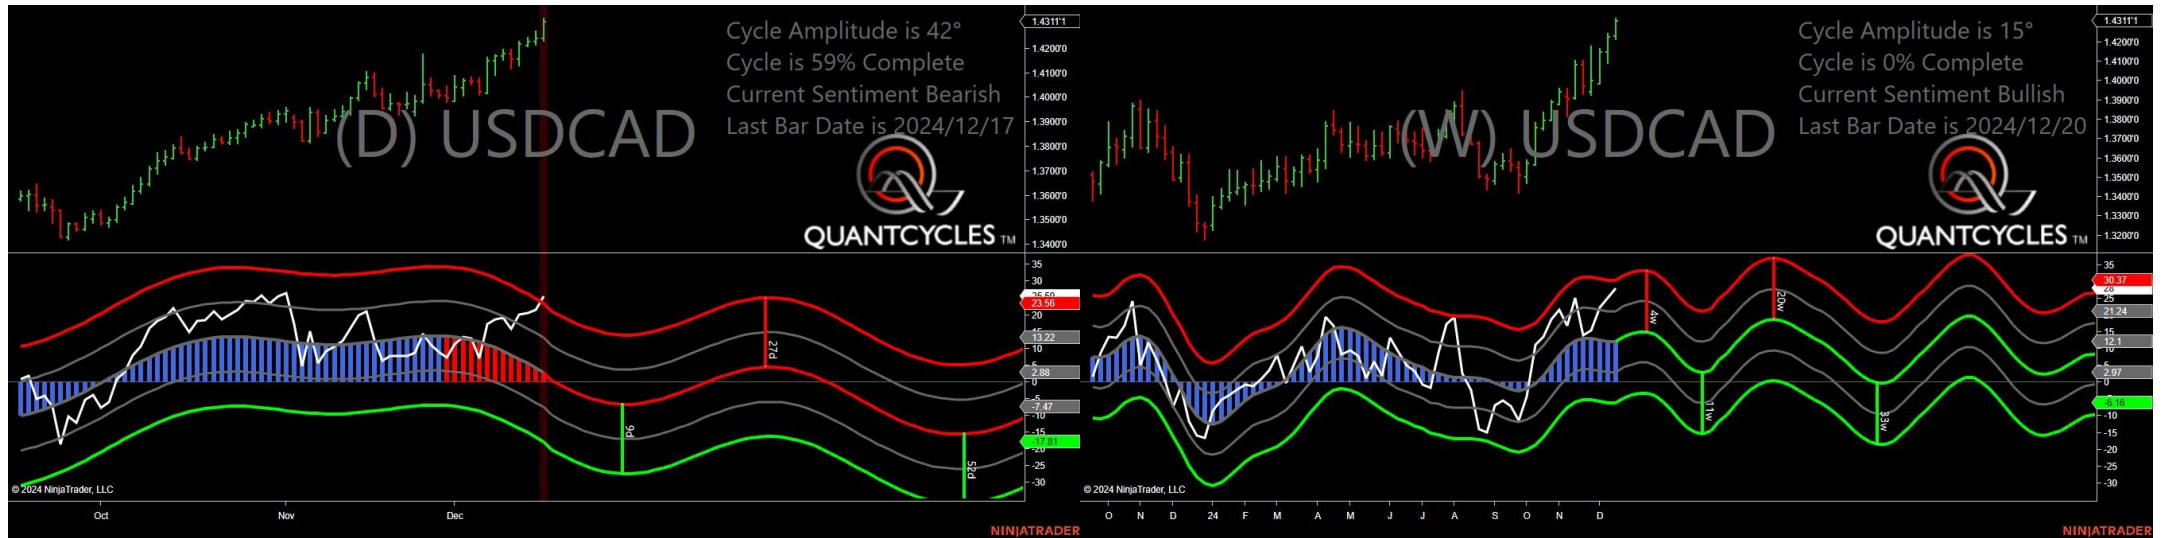 Cycle Amplitude is 42°
Cycle is 59% Complete
Current Sentiment Bearish
Last Bar Date is 2024/12/17
(D) USDCAD
QUANTCYCLES TM
1.4311'1
1.4200'0
1.4100'0
1.4000'0
1.3900'0
1.3800'0
1.3700'0
1.3600'0
1.3500'0
1.3400'0
35
30
23.56
20
13.22
10
5
2.88
0
-5
-7.47
-10
-15
-17.81
-20
-25
-30
9d
27d
52d
© 2024 NinjaTrader, LLC
Oct
Nov
Dec
NINJATRADER
Cycle Amplitude is 15°
Cycle is 0% Complete
Current Sentiment Bullish
Last Bar Date is 2024/12/20
(W) USDCAD
QUANTCYCLES TM
1.4311'1
1.4200'0
1.4100'0
1.4000'0
1.3900'0
1.3800'0
1.3700'0
1.3600'0
1.3500'0
1.3400'0
1.3300'0
1.3200'0
35
30.37
25
21.24
15
12.1
10
5
2.97
0
-6.16
-10
-15
-20
-25
-30
4w
11w
20w
33w
© 2024 NinjaTrader, LLC
O N D 24 F M A M J J A S O N D
NINJATRADER